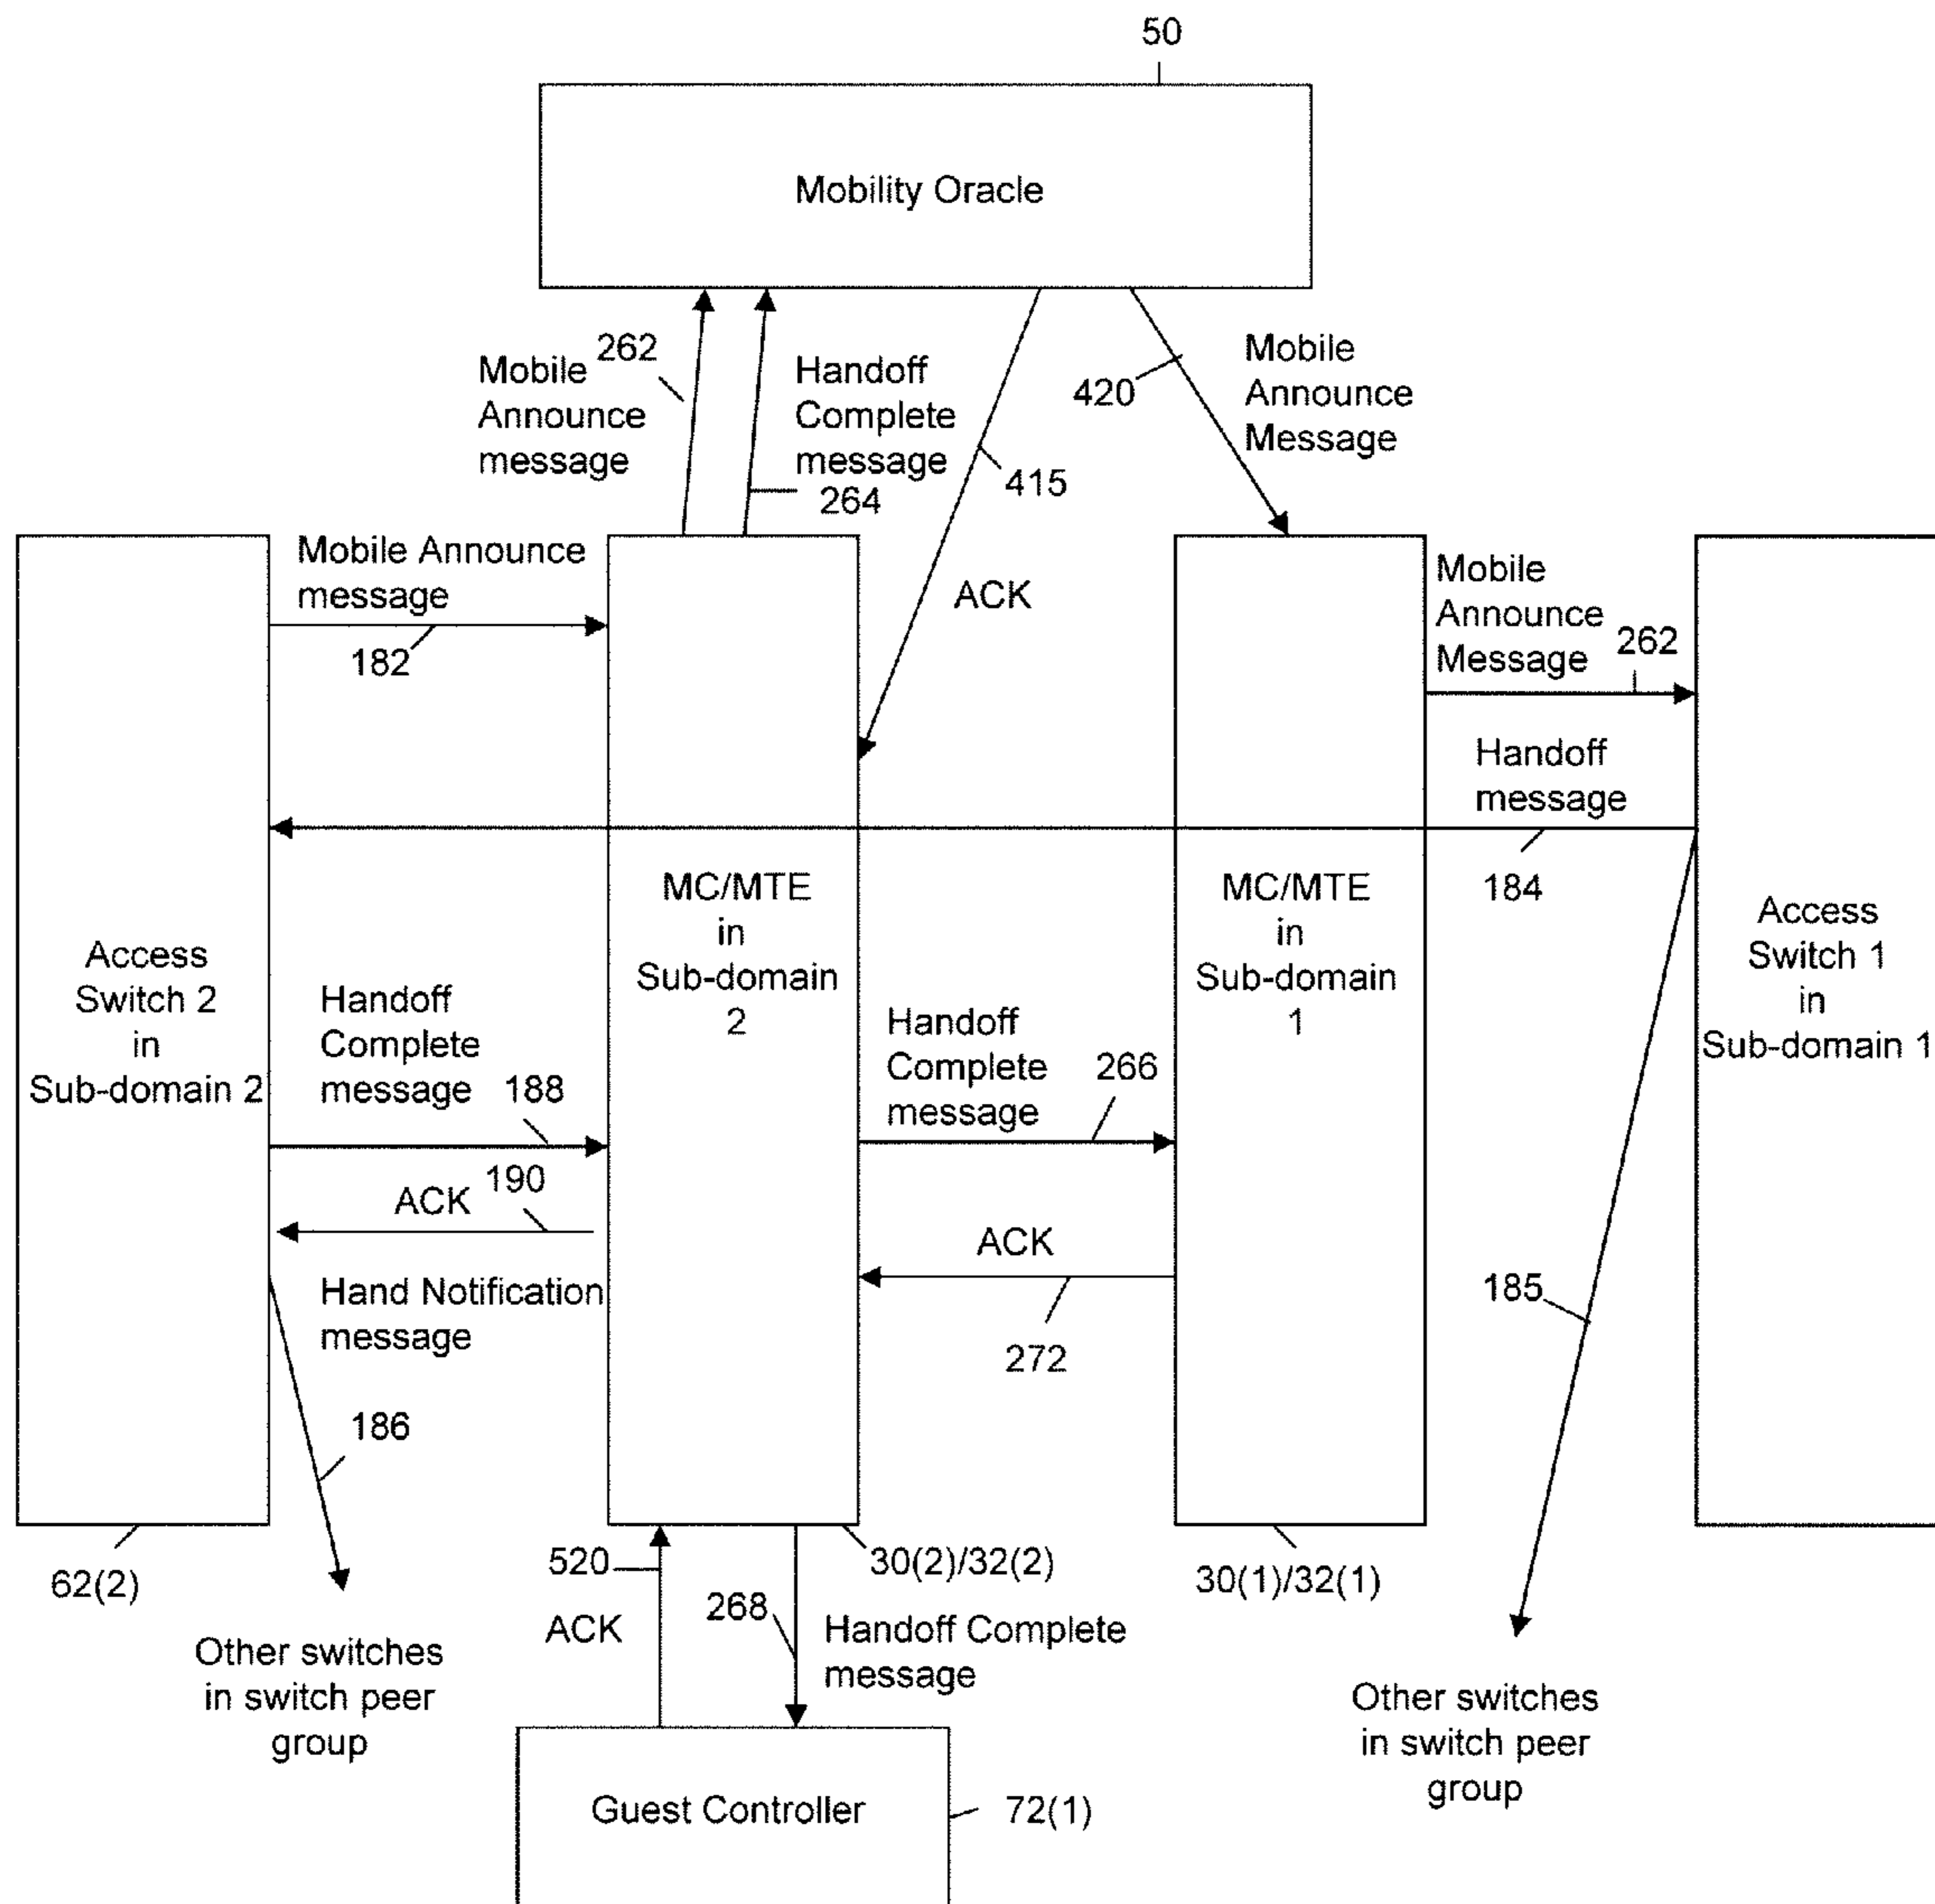 50
Mobility Oracle
262
Mobile
Announce
message
Handoff
Complete
message
264
415
420
Mobile
Announce
Message
ACK
Mobile Announce
message
182
Mobile
Announce
Message
262
Handoff
message
184
Access
Switch 2
in
Sub-domain 2
MC/MTE
in
Sub-domain
2
MC/MTE
in
Sub-domain
1
Access
Switch 1
in
Sub-domain 1
Handoff
Complete
message
188
Handoff
Complete
message
266
ACK
190
ACK
272
Hand Notification
message
186
185
62(2)
520
ACK
30(2)/32(2)
268
Handoff Complete
message
30(1)/32(1)
Other switches
in switch peer
group
Other switches
in switch peer
group
Guest Controller
72(1)